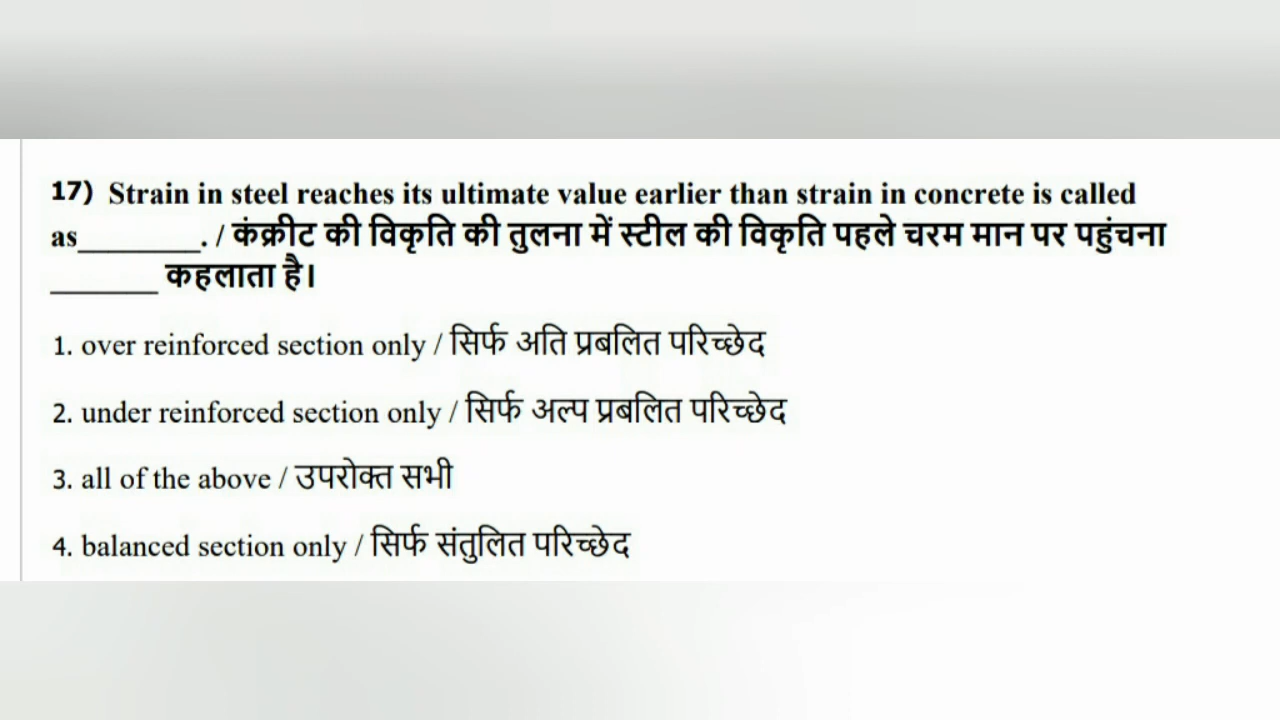 17) Strain in steel reaches its ultimate value earlier than strain in concrete is called
as________. / कंक्रीट की विकृति की तुलना में स्टील की विकृति पहले चरम मान पर पहुंचना
_______ कहलाता है।
1. over reinforced section only / सिर्फ अति प्रबलित परिच्छेद
2. under reinforced section only / सिर्फ अल्प प्रबलित परिच्छेद
3. all of the above / उपरोक्त सभी
4. balanced section only / सिर्फ संतुलित परिच्छेद